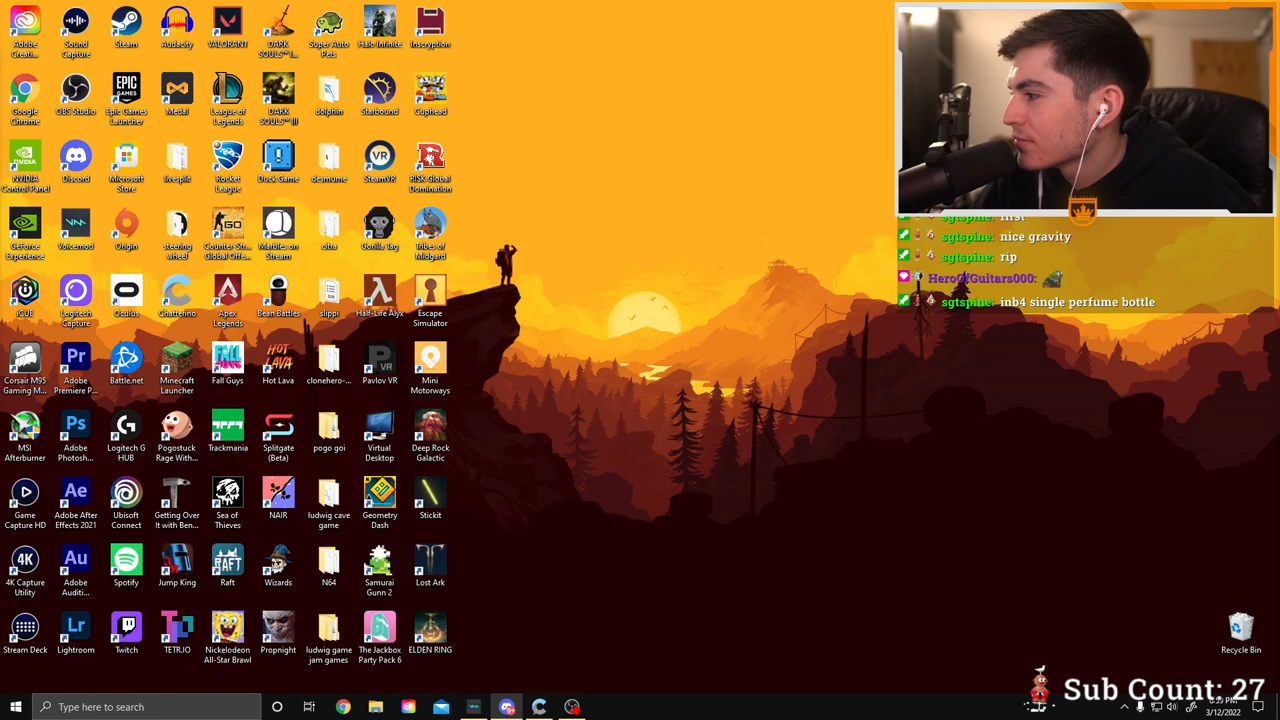 Adobe Creati...
Sound Capture
Steam
Audacity
VALORANT
DARK SOULS™ I...
Super Auto Pets
Halo Infinite
Inscryption
Google Chrome
OBS Studio
Epic Games Launcher
Medal
League of Legends
DARK SOULS™ III
dolphin
Starbound
Cuphead
NVIDIA Control Panel
Discord
Microsoft Store
livesplit
Rocket League
Duck Game
desmume
SteamVR
RISK Global Domination
GeForce Experience
Voicemod
Origin
steering wheel
Counter-Str... Global Offe...
Marbles on Stream
citra
Gorilla Tag
Tribes of Midgard
iCUE
Logitech Capture
Oculus
Chatterino
Apex Legends
Bean Battles
slippi
Half-Life Alyx
Escape Simulator
Corsair M95 Gaming M...
Adobe Premiere P...
Battle.net
Minecraft Launcher
Fall Guys
Hot Lava
clonehero-...
Pavlov VR
Mini Motorways
MSI Afterburner
Adobe Photosh...
Logitech G HUB
Pogostuck Rage With...
Trackmania
Splitgate (Beta)
pogo goi
Virtual Desktop
Deep Rock Galactic
Game Capture HD
Adobe After Effects 2021
Ubisoft Connect
Getting Over It with Ben...
Sea of Thieves
NAIR
ludwig cave game
Geometry Dash
Stickit
4K Capture Utility
Adobe Auditi...
Spotify
Jump King
Raft
Wizards
N64
Samurai Gunn 2
Lost Ark
Stream Deck
Lightroom
Twitch
TETR.IO
Nickelodeon All-Star Brawl
Propnight
ludwig game jam games
The Jackbox Party Pack 6
ELDEN RING
sgtspine: first
sgtspine: nice gravity
sgtspine: rip
HeroOfGuitars000:
sgtspine: inb4 single perfume bottle
Recycle Bin
Sub Count: 27
Type here to search
3/12/2022